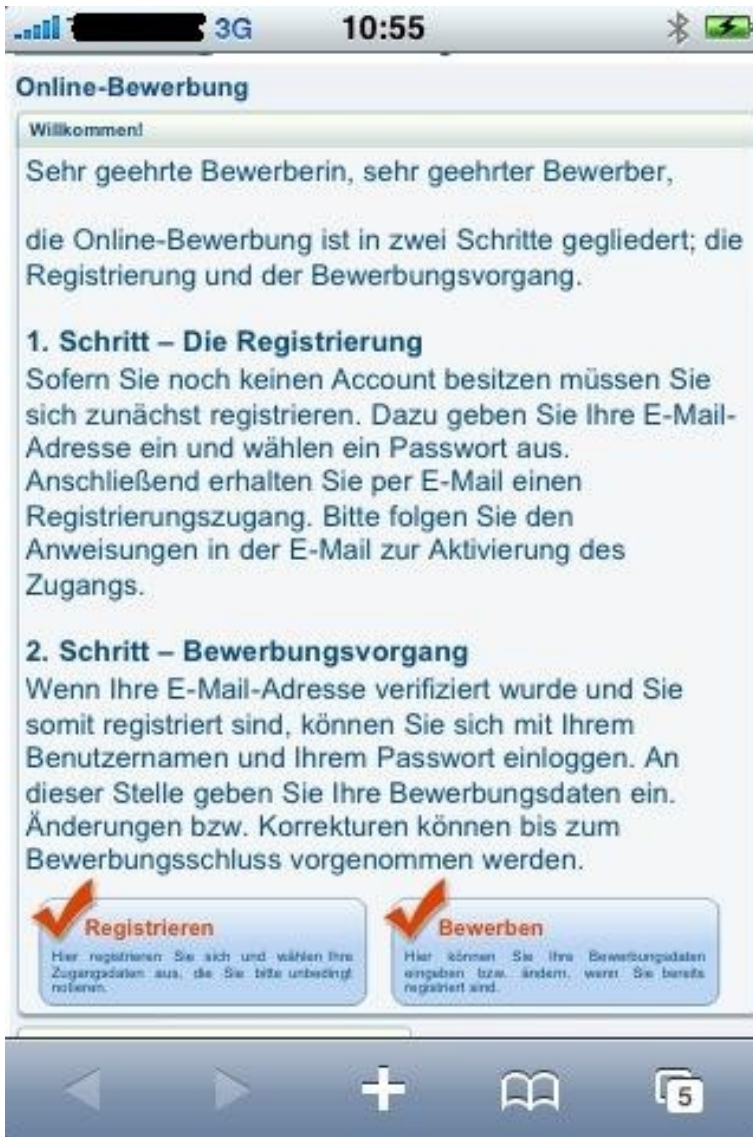 3G 10:55
Online-Bewerbung
Willkommen!
Sehr geehrte Bewerberin, sehr geehrter Bewerber,
die Online-Bewerbung ist in zwei Schritte gegliedert; die
Registrierung und der Bewerbungsvorgang.
1. Schritt – Die Registrierung
Sofern Sie noch keinen Account besitzen müssen Sie
sich zunächst registrieren. Dazu geben Sie Ihre E-Mail-
Adresse ein und wählen ein Passwort aus.
Anschließend erhalten Sie per E-Mail einen
Registrierungszugang. Bitte folgen Sie den
Anweisungen in der E-Mail zur Aktivierung des
Zugangs.
2. Schritt – Bewerbungsvorgang
Wenn Ihre E-Mail-Adresse verifiziert wurde und Sie
somit registriert sind, können Sie sich mit Ihrem
Benutzernamen und Ihrem Passwort einloggen. An
dieser Stelle geben Sie Ihre Bewerbungsdaten ein.
Änderungen bzw. Korrekturen können bis zum
Bewerbungsschluss vorgenommen werden.
Registrieren
Hier registrieren Sie sich und wählen Ihre
Zugangsdaten aus, die Sie bitte unbedingt
notieren.
Bewerben
Hier können Sie Ihre Bewerbungsdaten
eingeben bzw. ändern, wenn Sie bereits
registriert sind.
5